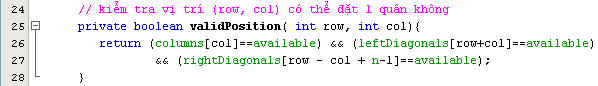 24 // kiểm tra vị trí (row, col) có thể đặt 1 quân không
25 private boolean validPosition( int row, int col){
26 return (columns[col]==available) && (leftDiagonals[row+col]==available)
27 && (rightDiagonals[row - col + n-1]==available);
28 }